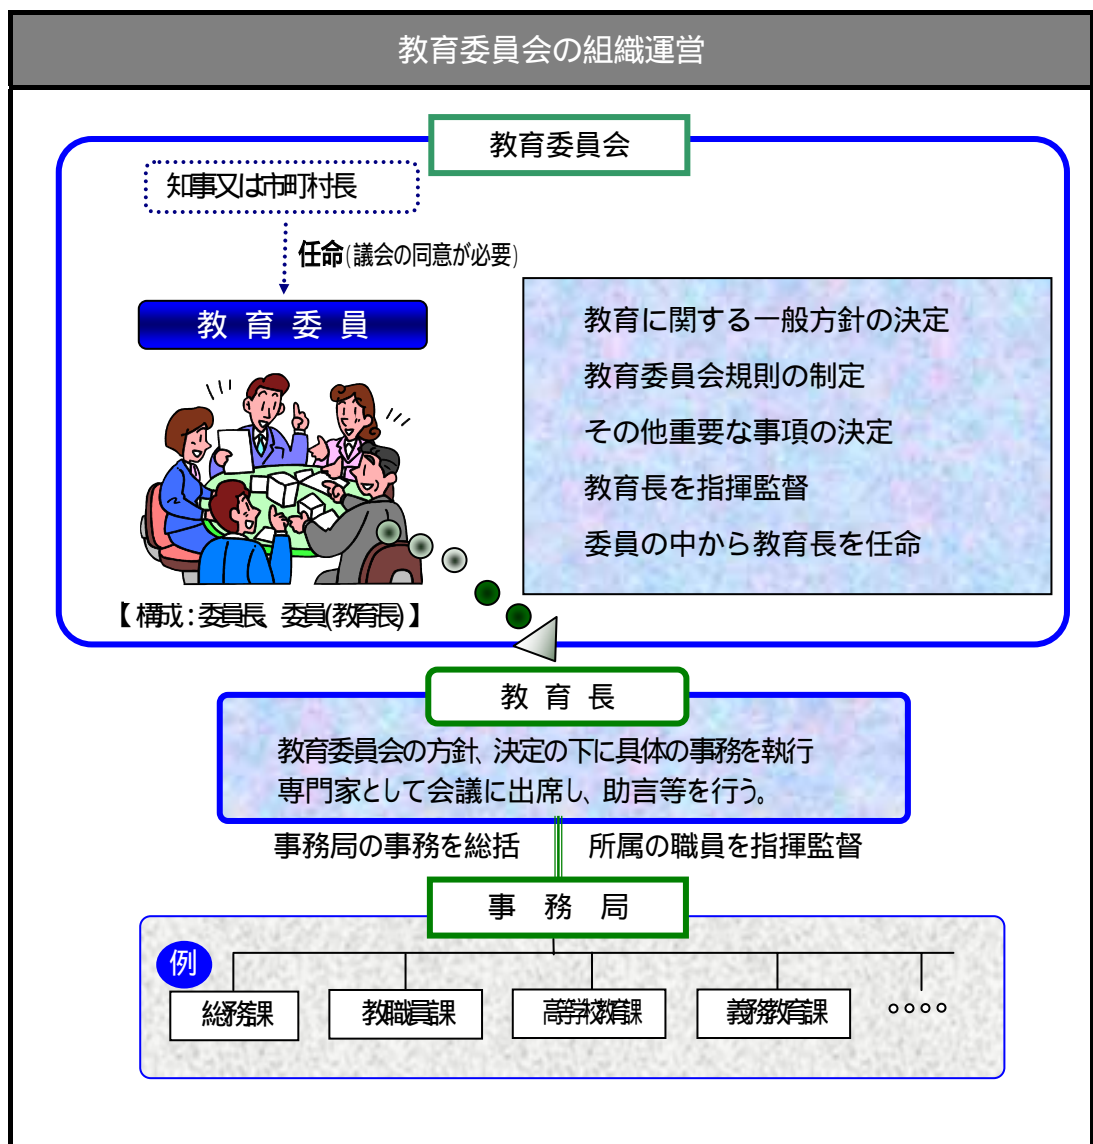 教育委員会の組織運営
教育委員会
知事又は市町村長
任命(議会の同意が必要)
教育委員
教育に関する一般方針の決定
教育委員会規則の制定
その他重要な事項の決定
教育長を指揮監督
委員の中から教育長を任命
【構成:委員長、委員(教育長)】
教育長
教育委員会の方針、決定の下に具体の事務を執行
専門家として会議に出席し、助言等を行う。
事務局の事務を総括
所属の職員を指揮監督
事務局
例
総務課
教職員課
高等学校教育課
義務教育課
。。。。